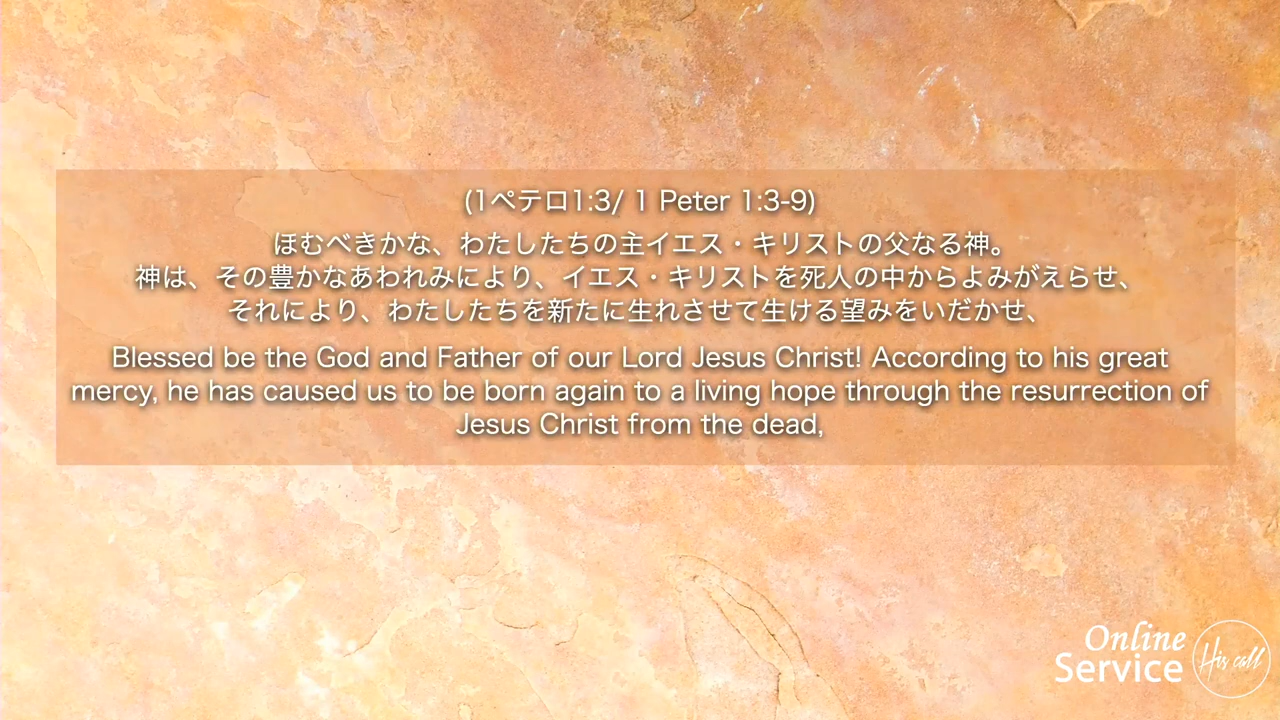 (1ペテロ1:3/ 1 Peter 1:3-9)
ほむべきかな、わたしたちの主イエス・キリストの父なる神。
神は、その豊かなあわれみにより、イエス・キリストを死人の中からよみがえらせ、
それにより、わたしたちを新たに生れさせて生ける望みをいだかせ、
Blessed be the God and Father of our Lord Jesus Christ! According to his great
mercy, he has caused us to be born again to a living hope through the resurrection of
Jesus Christ from the dead,
Online
Service
His call